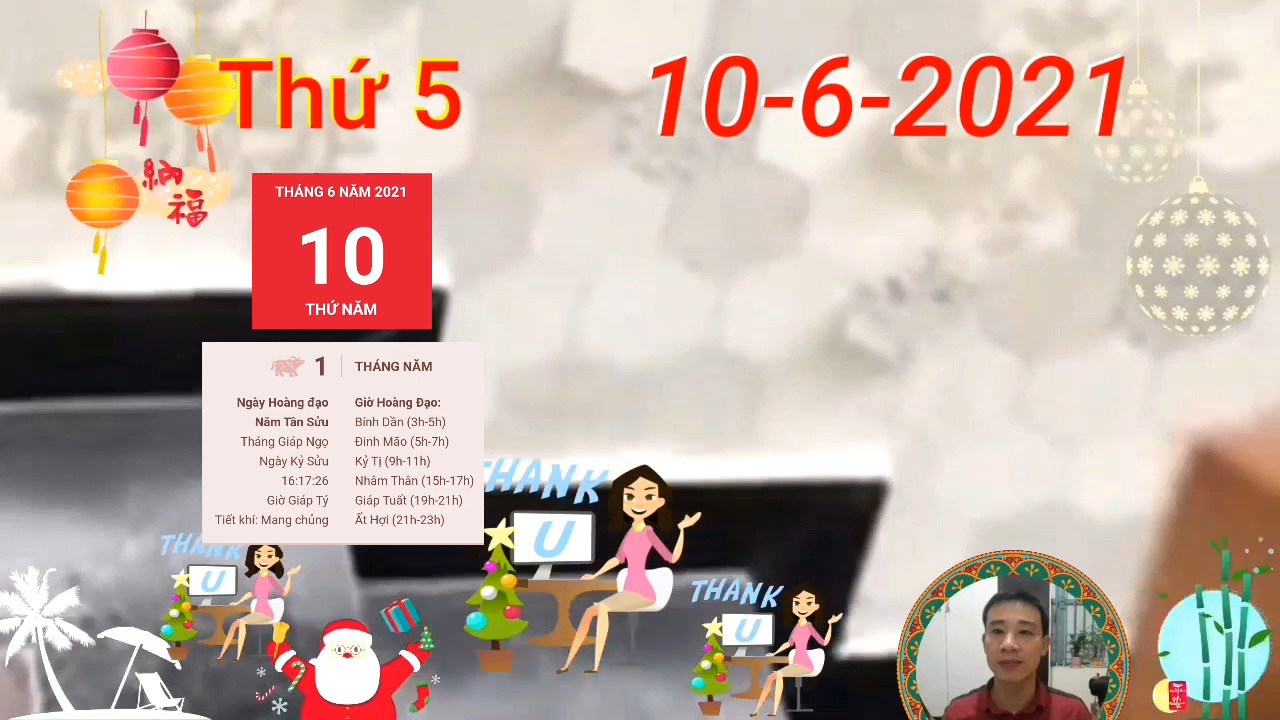 Thứ 5
10-6-2021
納
福
THÁNG 6 NĂM 2021
10
THỨ NĂM
1
THÁNG NĂM
Ngày Hoàng đạo
Năm Tân Sửu
Tháng Giáp Ngọ
Ngày Kỷ Sửu
16:17:26
Giờ Giáp Tý
Tiết khí: Mang chủng
Giờ Hoàng Đạo:
Bính Dần (3h-5h)
Đinh Mão (5h-7h)
Kỷ Tị (9h-11h)
Nhâm Thân (15h-17h)
Giáp Tuất (19h-21h)
Ất Hợi (21h-23h)
THANK
U
THANK
U
THANK
U